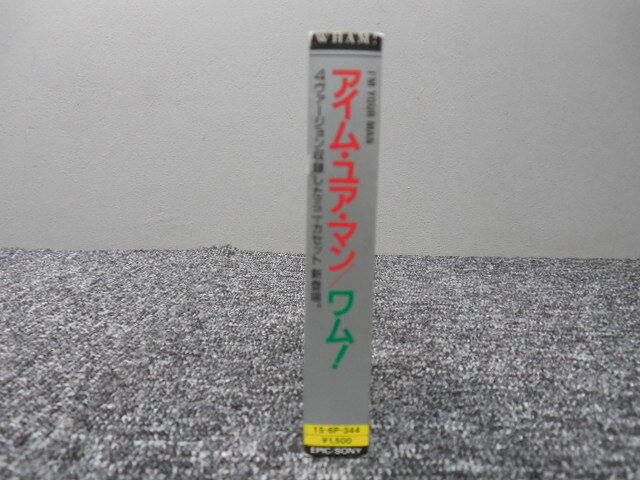 WHAM!
I'M YOUR MAN
アイム・ユア・マン/ワム!
4ヴァージョン収録したミニ・カセット 新登場。
15・6P-344
¥1,500
EPIC/SONY